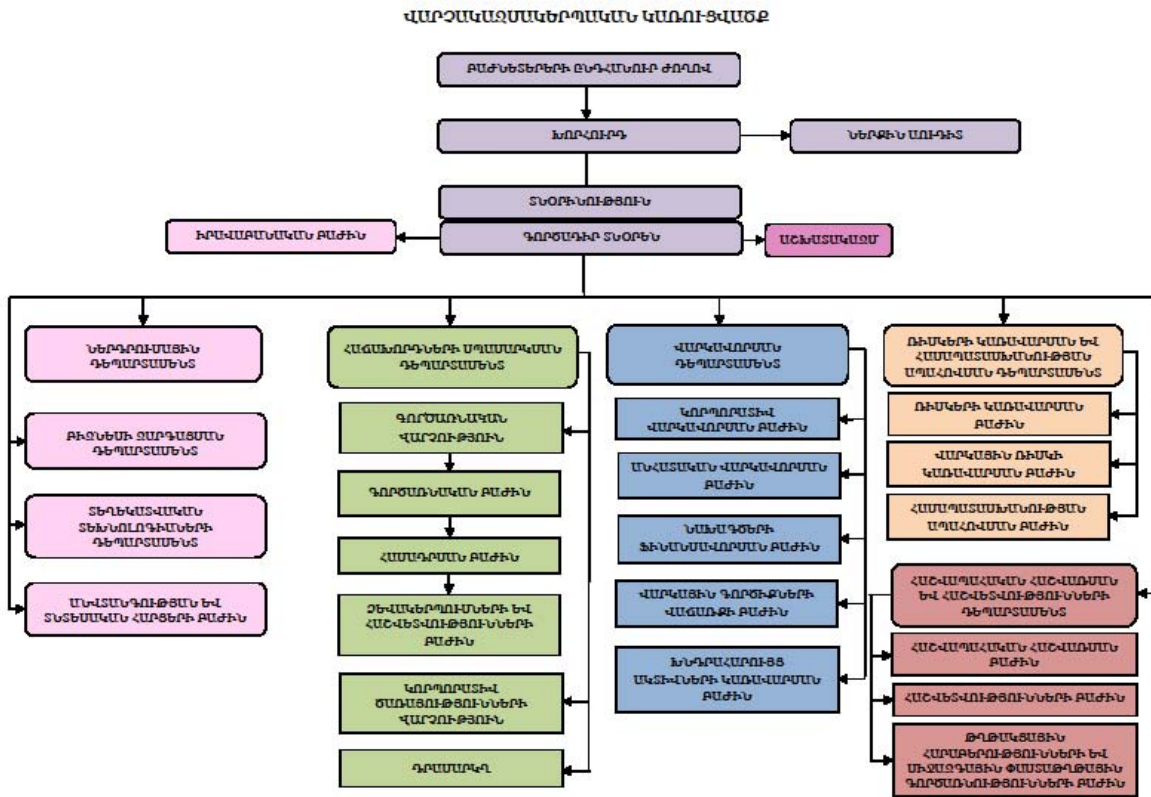 ՎԱՐՉԱԿԱԶՄԱԿԵՐՊԱԿԱՆ ԿԱՌՈՒՑՎԱԾՔ
ԲԱԺՆԵՏԵՐԵՐԻ ԸՆԴՀԱՆՈՒՐ ԺՈՂՈՎ
ԽՈՐՀՈՒՐԴ
ՆԵՐՔԻՆ ԱՈՒԴԻՏ
ՏՆՕՐԻՆՈՒԹՅՈՒՆ
ԻՐԱՎԱԲԱՆԱԿԱՆ ԲԱԺԻՆ
ԳՈՐԾԱԴԻՐ ՏՆՕՐԵՆ
ԱՇԽԱՏԱԿԱԶՄ
ՆԵՐԴՐՈՒՄԱՅԻՆ
ԴԵՊԱՐՏԱՄԵՆՏ
ԲԻԶՆԵՍԻ ԶԱՐԳԱՑՄԱՆ
ԴԵՊԱՐՏԱՄԵՆՏ
ՏԵՂԵԿԱՏՎԱԿԱՆ
ՏԵԽՆՈԼՈԳԻԱՆԵՐԻ
ԴԵՊԱՐՏԱՄԵՆՏ
ԱՆՎՏԱՆԳՈՒԹՅԱՆ ԵՎ
ՏՆՏԵՍԱԿԱՆ ՀԱՐՑԵՐԻ ԲԱԺԻՆ
ՀԱՃԱԽՈՐԴՆԵՐԻ ՍՊԱՍԱՐԿՄԱՆ
ԴԵՊԱՐՏԱՄԵՆՏ
ԳՈՐԾԱՌՆԱԿԱՆ
ՎԱՐՉՈՒԹՅՈՒՆ
ԳՈՐԾԱՌՆԱԿԱՆ ԲԱԺԻՆ
ՀԱՄԱԴՐՄԱՆ ԲԱԺԻՆ
ՁԵՎԱԿԵՐՊՈՒՄՆԵՐԻ ԵՎ
ՀԱՇՎԵՏՎՈՒԹՅՈՒՆՆԵՐԻ
ԲԱԺԻՆ
ԿՈՐՊՈՐԱՏԻՎ
ԾԱՌԱՅՈՒԹՅՈՒՆՆԵՐԻ
ՎԱՐՉՈՒԹՅՈՒՆ
ԴՐԱՄԱՐԿՂ
ՎԱՐԿԱՎՈՐՄԱՆ
ԴԵՊԱՐՏԱՄԵՆՏ
ԿՈՐՊՈՐԱՏԻՎ
ՎԱՐԿԱՎՈՐՄԱՆ ԲԱԺԻՆ
ԱՆՀԱՏԱԿԱՆ ՎԱՐԿԱՎՈՐՄԱՆ
ԲԱԺԻՆ
ՆԱԽԱԳԾԵՐԻ
ՖԻՆԱՆՍԱՎՈՐՄԱՆ ԲԱԺԻՆ
ՎԱՐԿԱՅԻՆ ԳՈՐԾԻՔՆԵՐԻ
ՎԱՃԱՌՔԻ ԲԱԺԻՆ
ԽՆԴՐԱՀԱՐՈՒՅՑ
ԱԿՏԻՎՆԵՐԻ ԿԱՌԱՎԱՐՄԱՆ
ԲԱԺԻՆ
ՌԻՍԿԵՐԻ ԿԱՌԱՎԱՐՄԱՆ ԵՎ
ՀԱՄԱՊԱՏԱՍԽԱՆՈՒԹՅԱՆ
ԱՊԱՀՈՎՄԱՆ ԴԵՊԱՐՏԱՄԵՆՏ
ՌԻՍԿԵՐԻ ԿԱՌԱՎԱՐՄԱՆ
ԲԱԺԻՆ
ՎԱՐԿԱՅԻՆ ՌԻՍԿԻ
ԿԱՌԱՎԱՐՄԱՆ ԲԱԺԻՆ
ՀԱՄԱՊԱՏԱՍԽԱՆՈՒԹՅԱՆ
ԱՊԱՀՈՎՄԱՆ ԲԱԺԻՆ
ՀԱՇՎԱՊԱՀԱԿԱՆ ՀԱՇՎԱՌՄԱՆ
ԵՎ ՀԱՇՎԵՏՎՈՒԹՅՈՒՆՆԵՐԻ
ԴԵՊԱՐՏԱՄԵՆՏ
ՀԱՇՎԱՊԱՀԱԿԱՆ ՀԱՇՎԱՌՄԱՆ
ԲԱԺԻՆ
ՀԱՇՎԵՏՎՈՒԹՅՈՒՆՆԵՐԻ ԲԱԺԻՆ
ԹՂԹԱԿՑԱՅԻՆ
ՀԱՐԱԲԵՐՈՒԹՅՈՒՆՆԵՐԻ ԵՎ
ՄԻՋԱԶԳԱՅԻՆ ՓԱՍՏԱԹՂԹԱՅԻՆ
ԳՈՐԾԱՌՆՈՒԹՅՈՒՆՆԵՐԻ ԲԱԺԻՆ